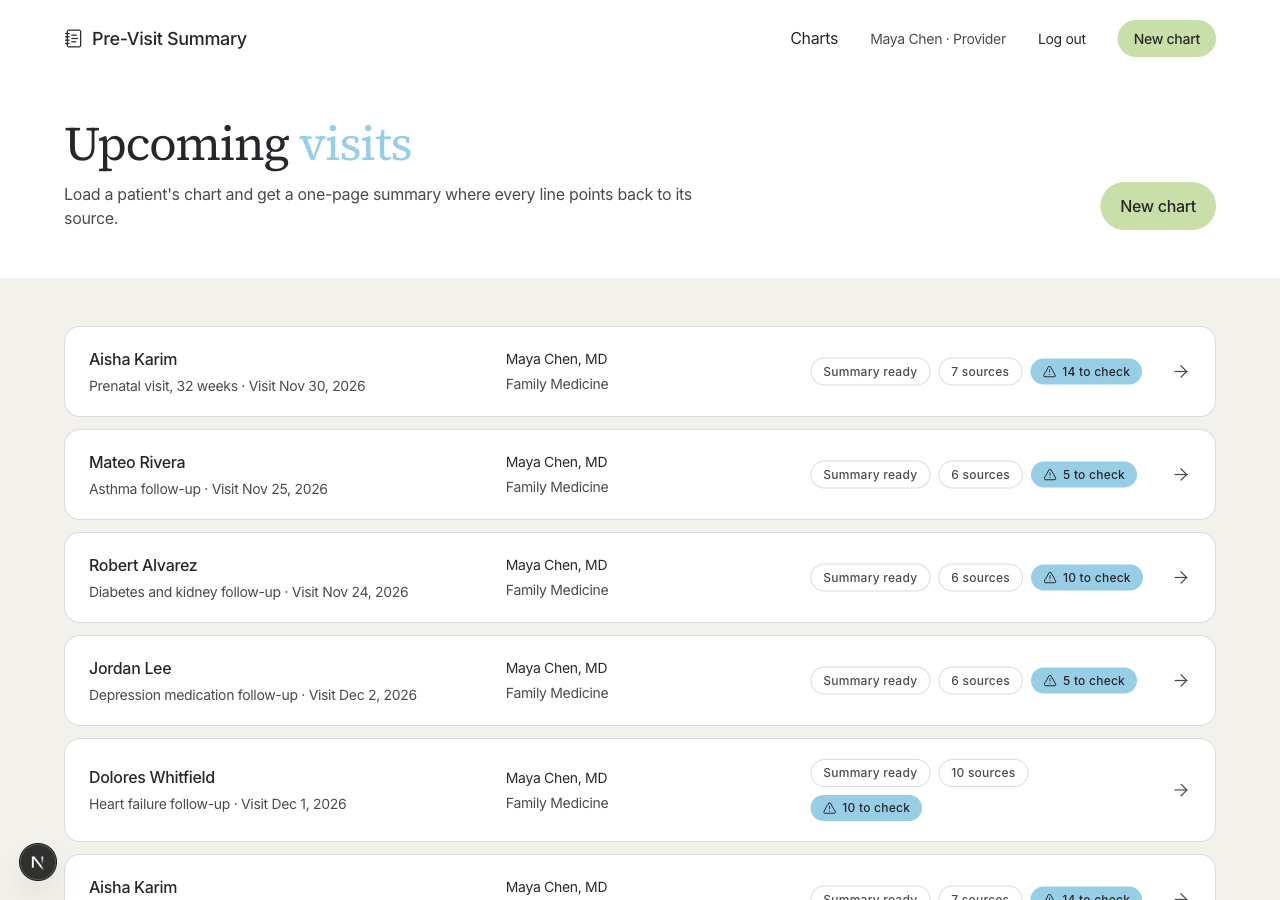 Pre-Visit Summary
Charts
Maya Chen · Provider
Log out
New chart
Upcoming visits
Load a patient's chart and get a one-page summary where every line points back to its
source.
New chart
Aisha Karim
Prenatal visit, 32 weeks · Visit Nov 30, 2026
Maya Chen, MD
Family Medicine
Summary ready
7 sources
14 to check
Mateo Rivera
Asthma follow-up · Visit Nov 25, 2026
Maya Chen, MD
Family Medicine
Summary ready
6 sources
5 to check
Robert Alvarez
Diabetes and kidney follow-up · Visit Nov 24, 2026
Maya Chen, MD
Family Medicine
Summary ready
6 sources
10 to check
Jordan Lee
Depression medication follow-up · Visit Dec 2, 2026
Maya Chen, MD
Family Medicine
Summary ready
6 sources
5 to check
Dolores Whitfield
Heart failure follow-up · Visit Dec 1, 2026
Maya Chen, MD
Family Medicine
Summary ready
10 sources
10 to check
N
Aisha Karim
Maya Chen, MD
Summary ready
7 sources
14 to check